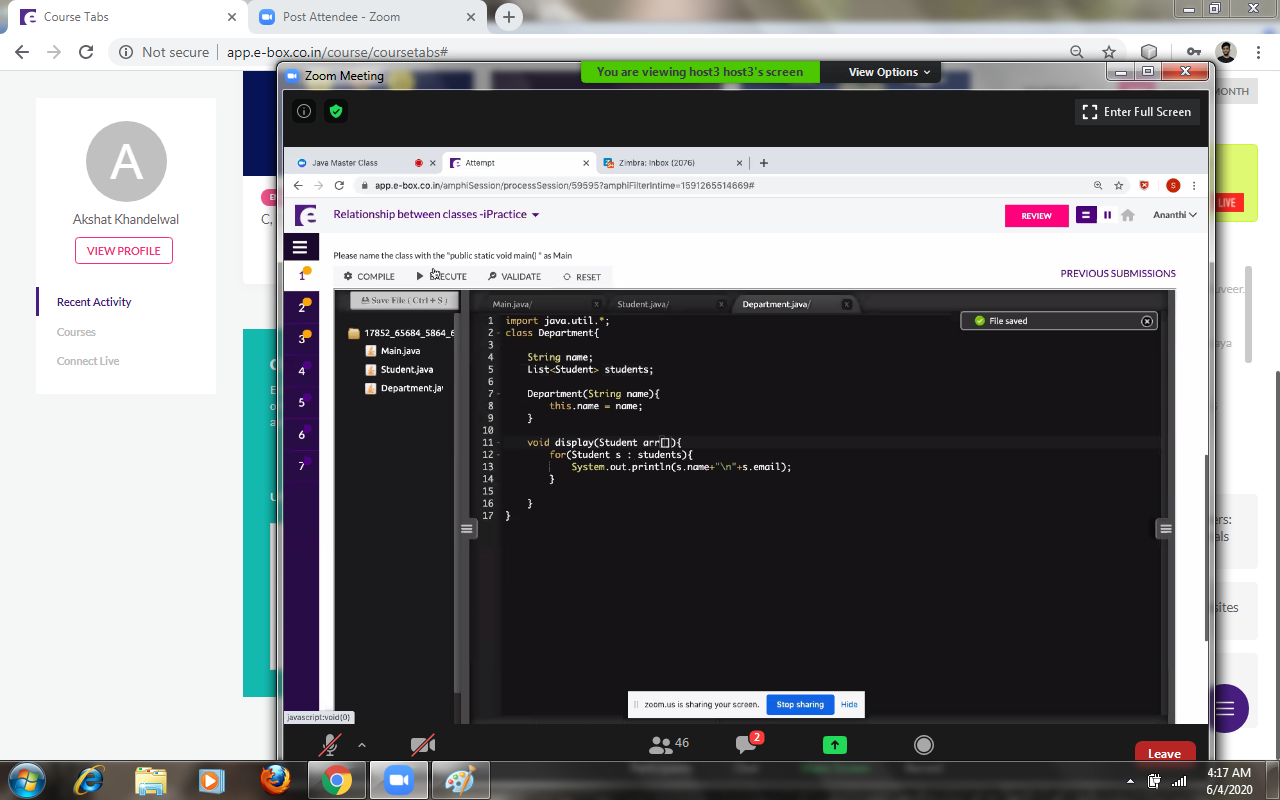 Course Tabs
Post Attendee - Zoom
Not secure
app.e-box.co.in/course/coursetabs#
Zoom Meeting
You are viewing host3 host3's screen
View Options
Enter Full Screen
MONTH
A
Akshat Khandelwal
VIEW PROFILE
Recent Activity
Courses
Connect Live
C,
LIVE
Java Master Class
Attempt
Zimbra: Inbox (2076)
app.e-box.co.in/amphiSession/processSession/59595?amphiFilterIntime=1591265514669#
S
Relationship between classes -iPractice
REVIEW
Ananthi
Please name the class with the "public static void main() " as Main
COMPILE
EXECUTE
VALIDATE
RESET
PREVIOUS SUBMISSIONS
1
2
3
4
5
6
7
Save File ( Ctrl + S )
17852_65684_5864_6
Main.java
Student.java
Department.jav
Main.java/
Student.java/
Department.java/
File saved
1 import java.util.*;
2 class Department{
3
4 String name;
5 List<Student> students;
6
7 Department(String name){
8 this.name = name;
9 }
10
11 void display(Student arr[]){
12 for(Student s : students){
13 System.out.println(s.name+"\n"+s.email);
14 }
15
16 }
17 }
zoom.us is sharing your screen.
Stop sharing
Hide
javascript:void(0)
46
2
Leave
4:17 AM
6/4/2020